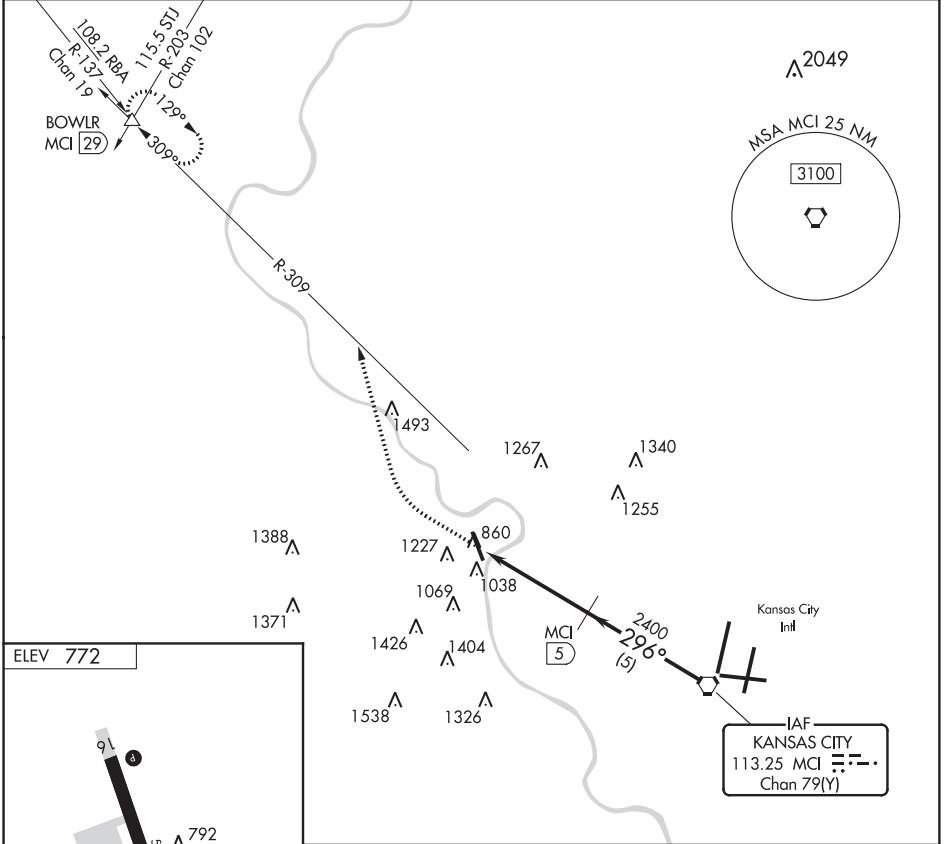 108.2 RBA
R-137
Chan 19
115.5 STJ
R-203
Chan 102
129°
309°
BOWLR
MCI 29
2049
MSA MCI 25 NM
3100
R-309
1493
1267
1340
1255
860
1388
1227
1038
1069
1371
1426
1404
1538
1326
MCI
5
2400
296°
(5)
Kansas City
Intl
IAF
KANSAS CITY
113.25 MCI
Chan 79(Y)
ELEV 772
16
P
792